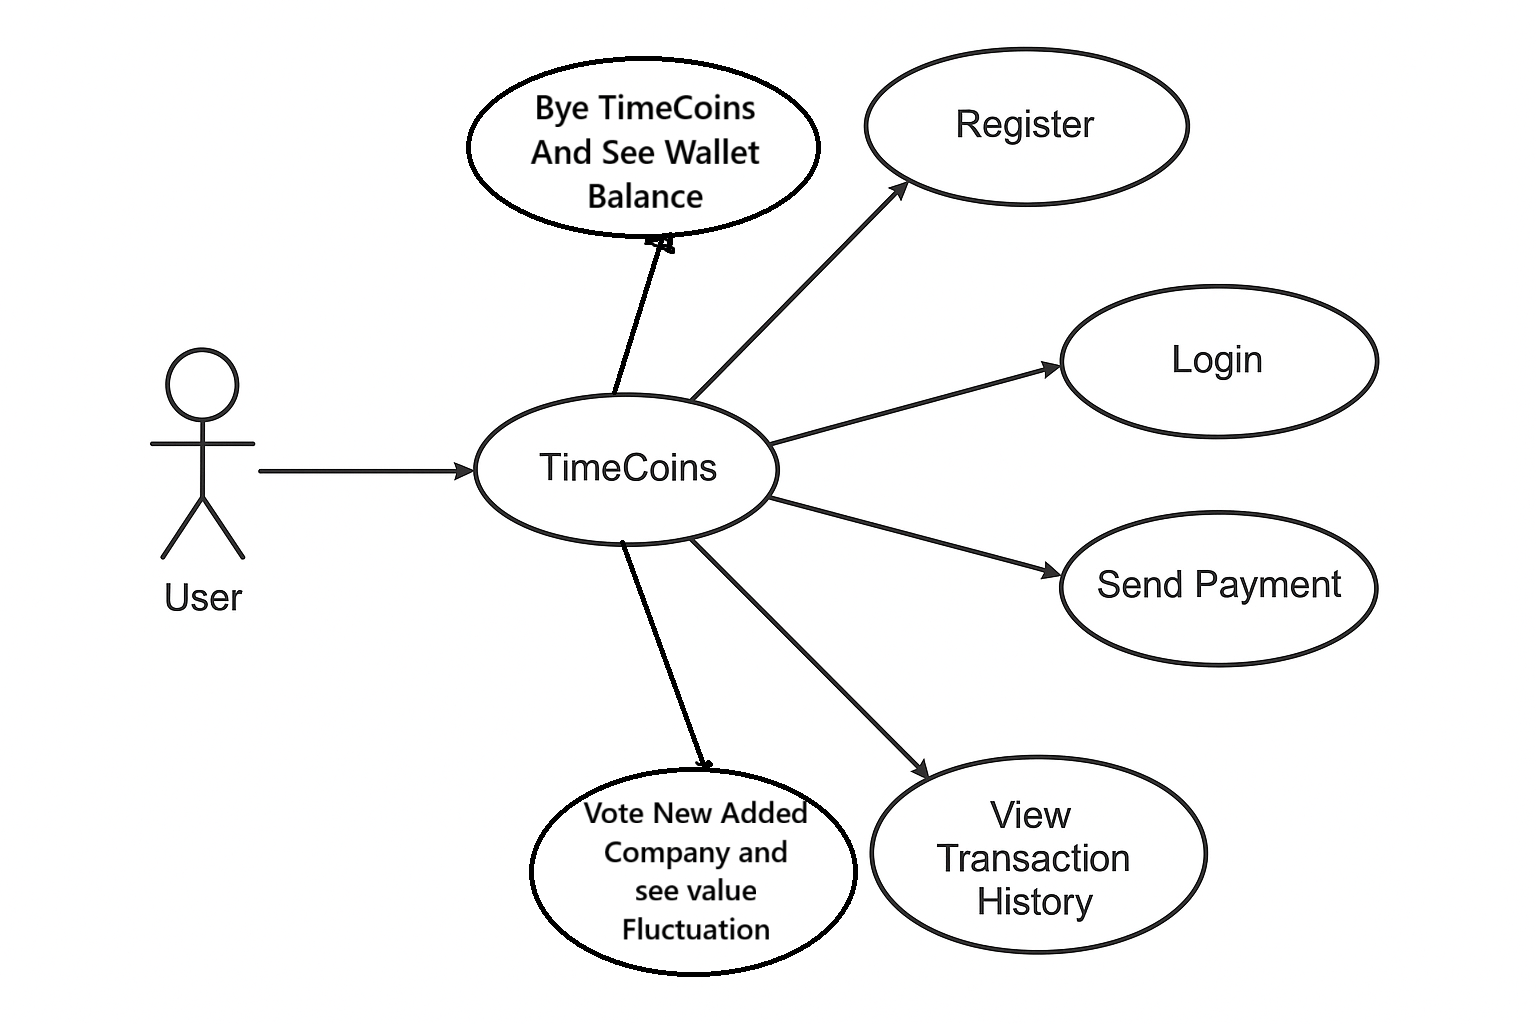 Bye TimeCoins
And See Wallet
Balance
Register
Login
TimeCoins
Send Payment
User
Vote New Added
Company and
see value
Fluctuation
View
Transaction
History